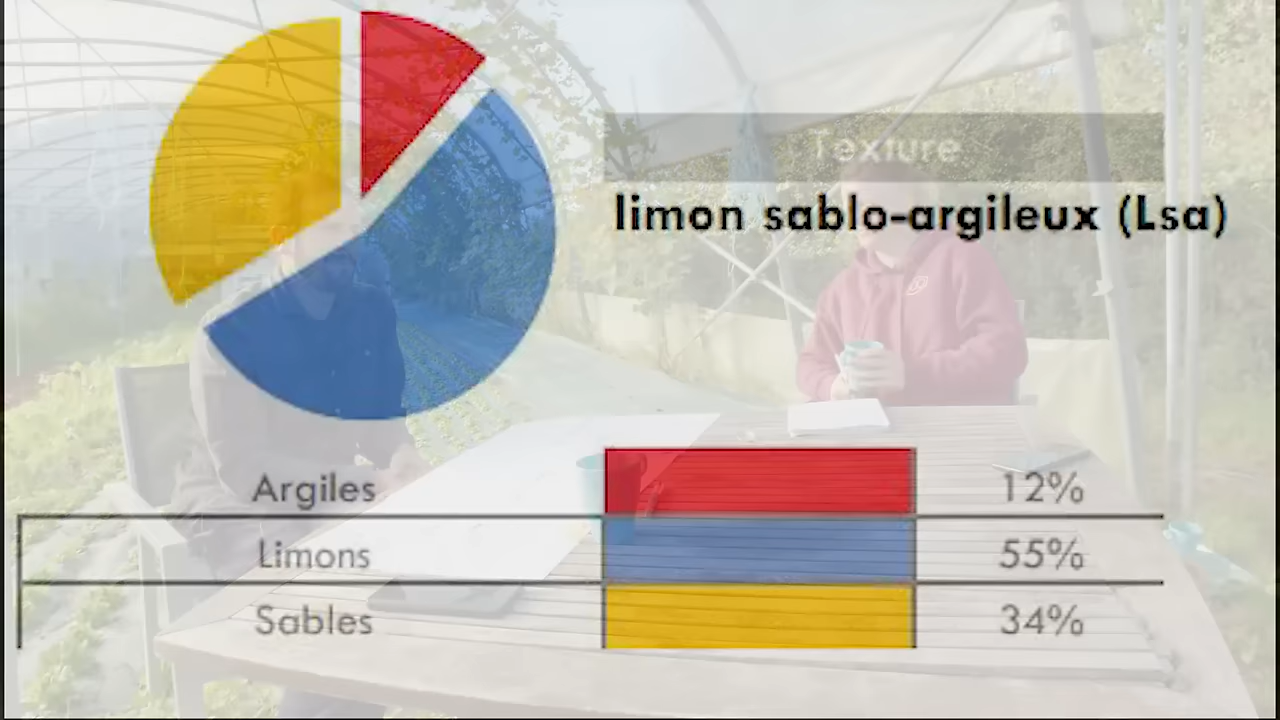 Texture
limon sablo-argileux (Lsa)
Argiles 12%
Limons 55%
Sables 34%